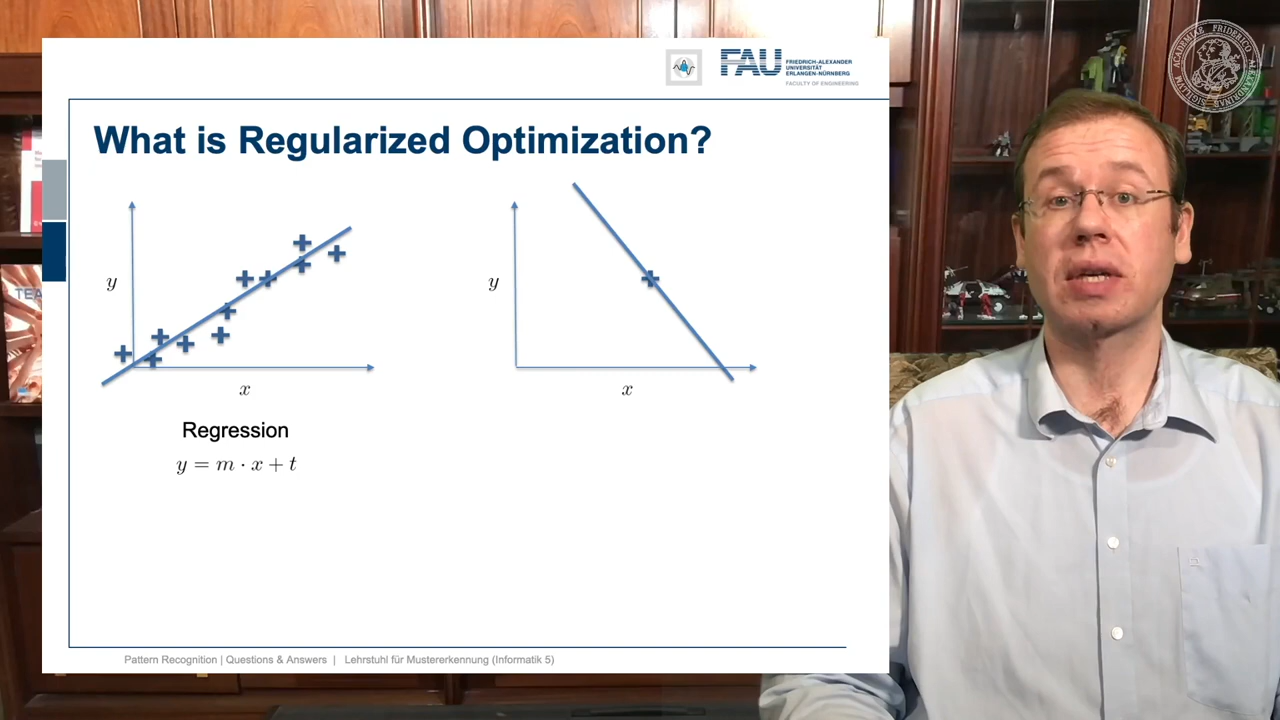 FAU
FRIEDRICH-ALEXANDER
UNIVERSITÄT
ERLANGEN-NÜRNBERG
FACULTY OF ENGINEERING
What is Regularized Optimization?
y
x
y
x
Regression
y = m · x + t
Pattern Recognition | Questions & Answers | Lehrstuhl für Mustererkennung (Informatik 5)
TEA